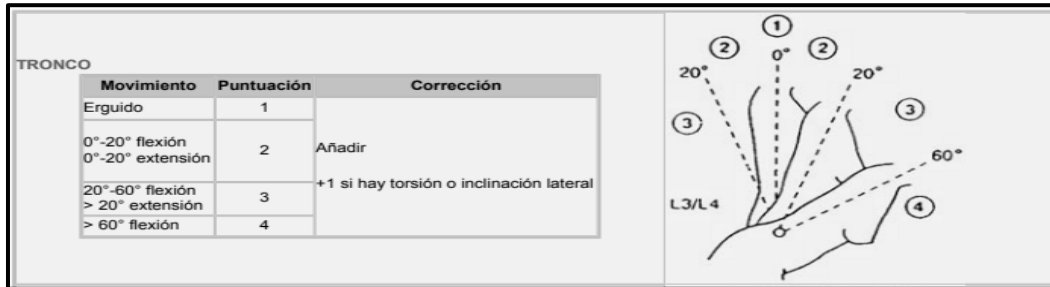 TRONCO
Movimiento Puntuación Corrección
Erguido 1
0°-20° flexión
0°-20° extensión
2
Añadir
+1 si hay torsión o inclinación lateral
20°-60° flexión
> 20° extensión
3
> 60° flexión 4
1
2 0° 2
20° 20°
3 3
60°
L3/L4 4